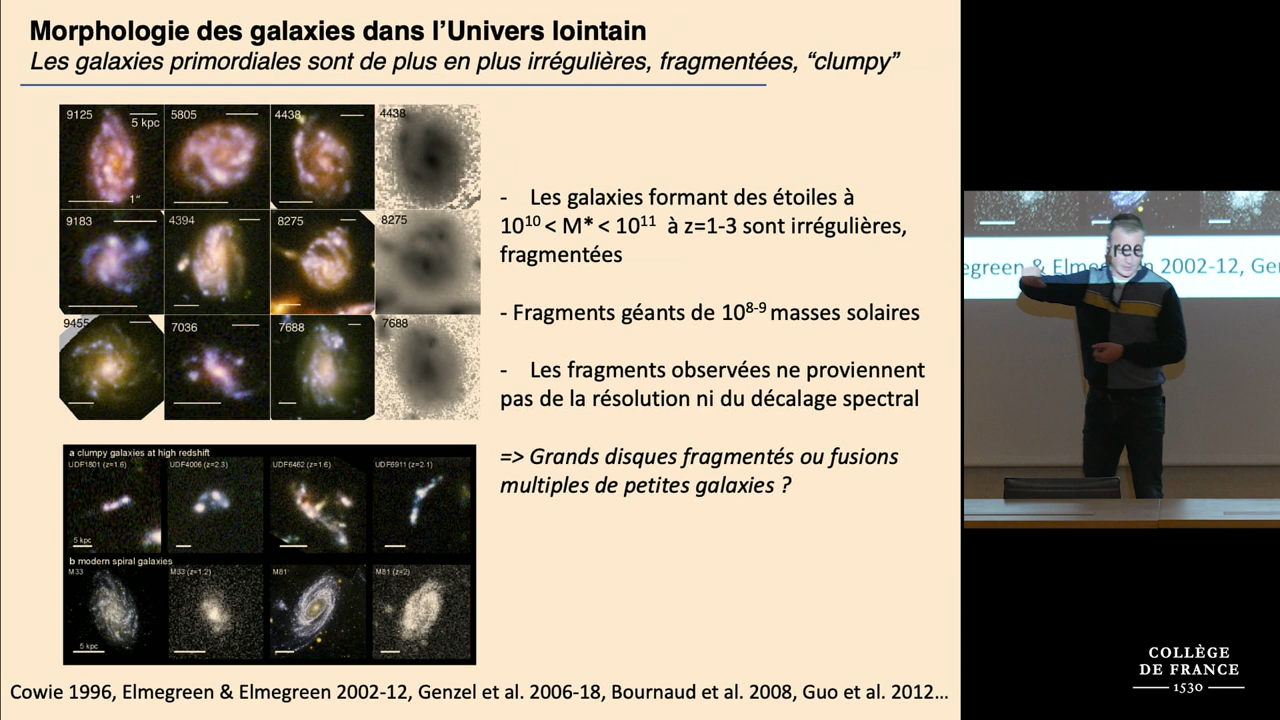 Morphologie des galaxies dans l’Univers lointain
Les galaxies primordiales sont de plus en plus irrégulières, fragmentées, “clumpy”
9125
5 kpc
1"
5805
4438
4438
9183
4394
8275
8275
9455
7036
7688
7688
- Les galaxies formant des étoiles à
10¹⁰ < M* < 10¹¹ à z=1-3 sont irrégulières,
fragmentées
- Fragments géants de 10⁸⁻⁹ masses solaires
- Les fragments observées ne proviennent
pas de la résolution ni du décalage spectral
=> Grands disques fragmentés ou fusions
multiples de petites galaxies ?
a clumpy galaxies at high redshift
UDF1801 (z=1.6)
UDF4006 (z=2.3)
UDF6462 (z=1.6)
UDF6911 (z=2.1)
5 kpc
b modern spiral galaxies
M33
M33 (z=1.2)
M81
M81 (z=2)
5 kpc
Cowie 1996, Elmegreen & Elmegreen 2002-12, Genzel et al. 2006-18, Bournaud et al. 2008, Guo et al. 2012…
egreen & Elmegreen 2002-12, Ge
COLLÈGE
DE FRANCE
1530